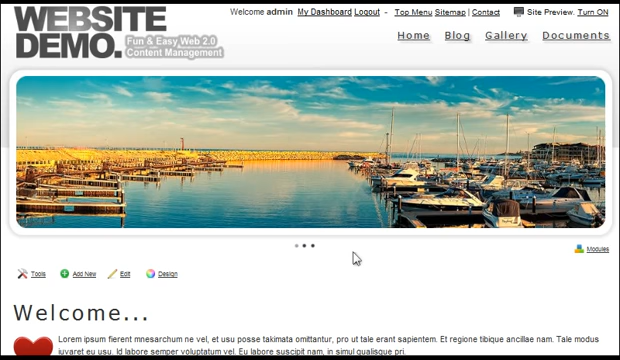 WEBSITE
DEMO.
Fun & Easy Web 2.0
Content Management
Welcome admin My Dashboard Logout - Top Menu Sitemap | Contact Site Preview. Turn ON
Home Blog Gallery Documents
Modules
Tools Add New Edit Design
Welcome...
Lorem ipsum fierent mnesarchum ne vel, et usu posse takimata omittantur, pro ut tale erant sapientem. Et regione tibique ancillae nam. Tale modus
iuvaret eu usu. Id labore semper voluptatum vel. Eu labore suscipit nam, in simul qualisque pri.